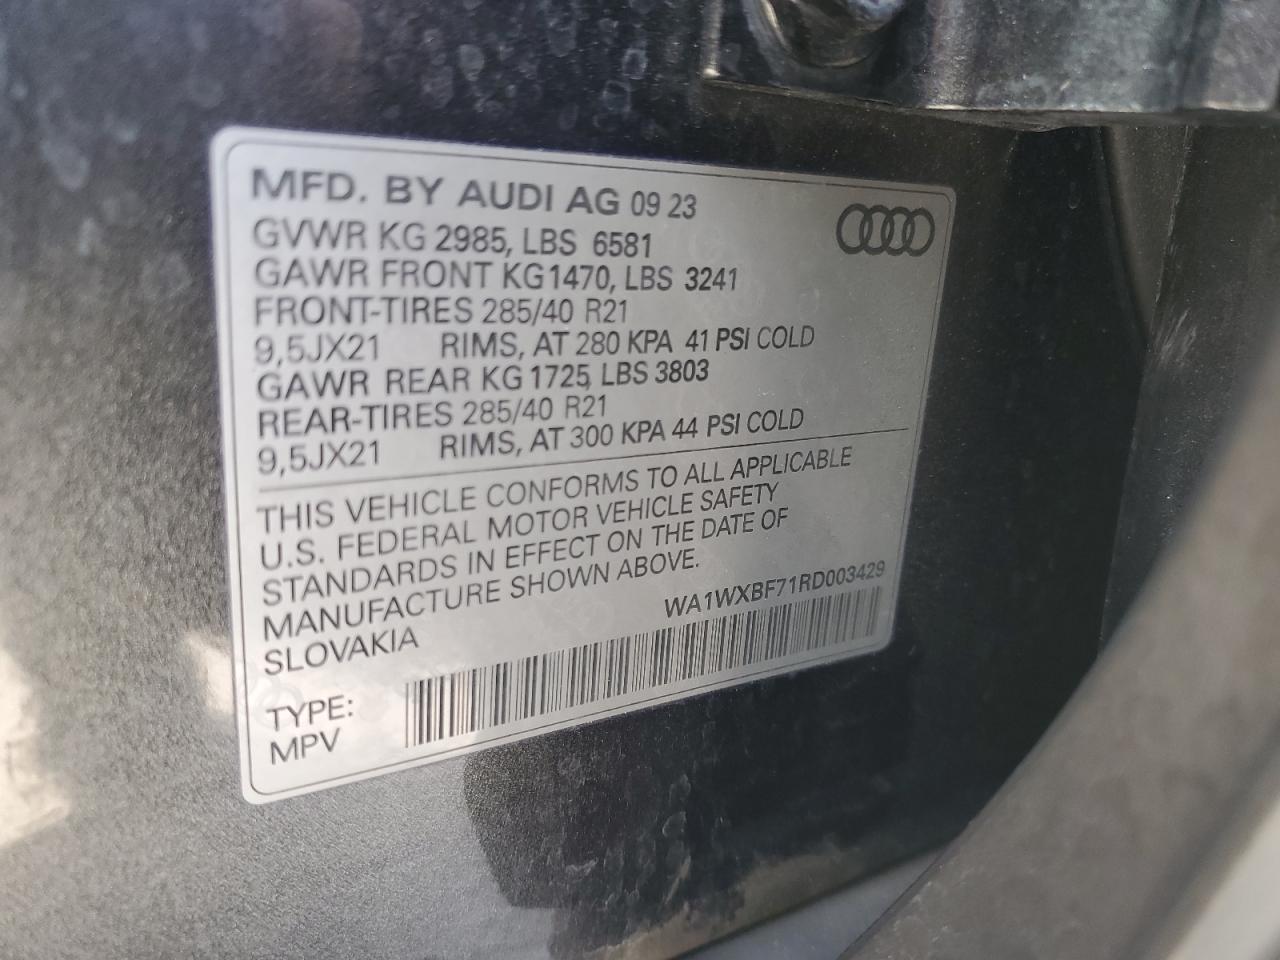 MFD. BY AUDI AG 09 23
GVWR KG 2985, LBS 6581
GAWR FRONT KG1470, LBS 3241
FRONT-TIRES 285/40 R21
9,5JX21 RIMS, AT 280 KPA 41 PSI COLD
GAWR REAR KG 1725, LBS 3803
REAR-TIRES 285/40 R21
9,5JX21 RIMS, AT 300 KPA 44 PSI COLD
THIS VEHICLE CONFORMS TO ALL APPLICABLE
U.S. FEDERAL MOTOR VEHICLE SAFETY
STANDARDS IN EFFECT ON THE DATE OF
MANUFACTURE SHOWN ABOVE.
SLOVAKIA
WA1WXBF71RD003429
TYPE:
MPV